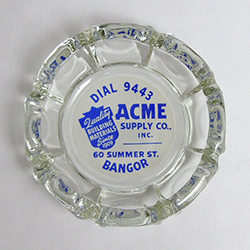 DIAL 9443
Quality
BUILDING
MATERIALS
Since
1909
ACME
SUPPLY CO.,
INC.
60 SUMMER ST.
BANGOR